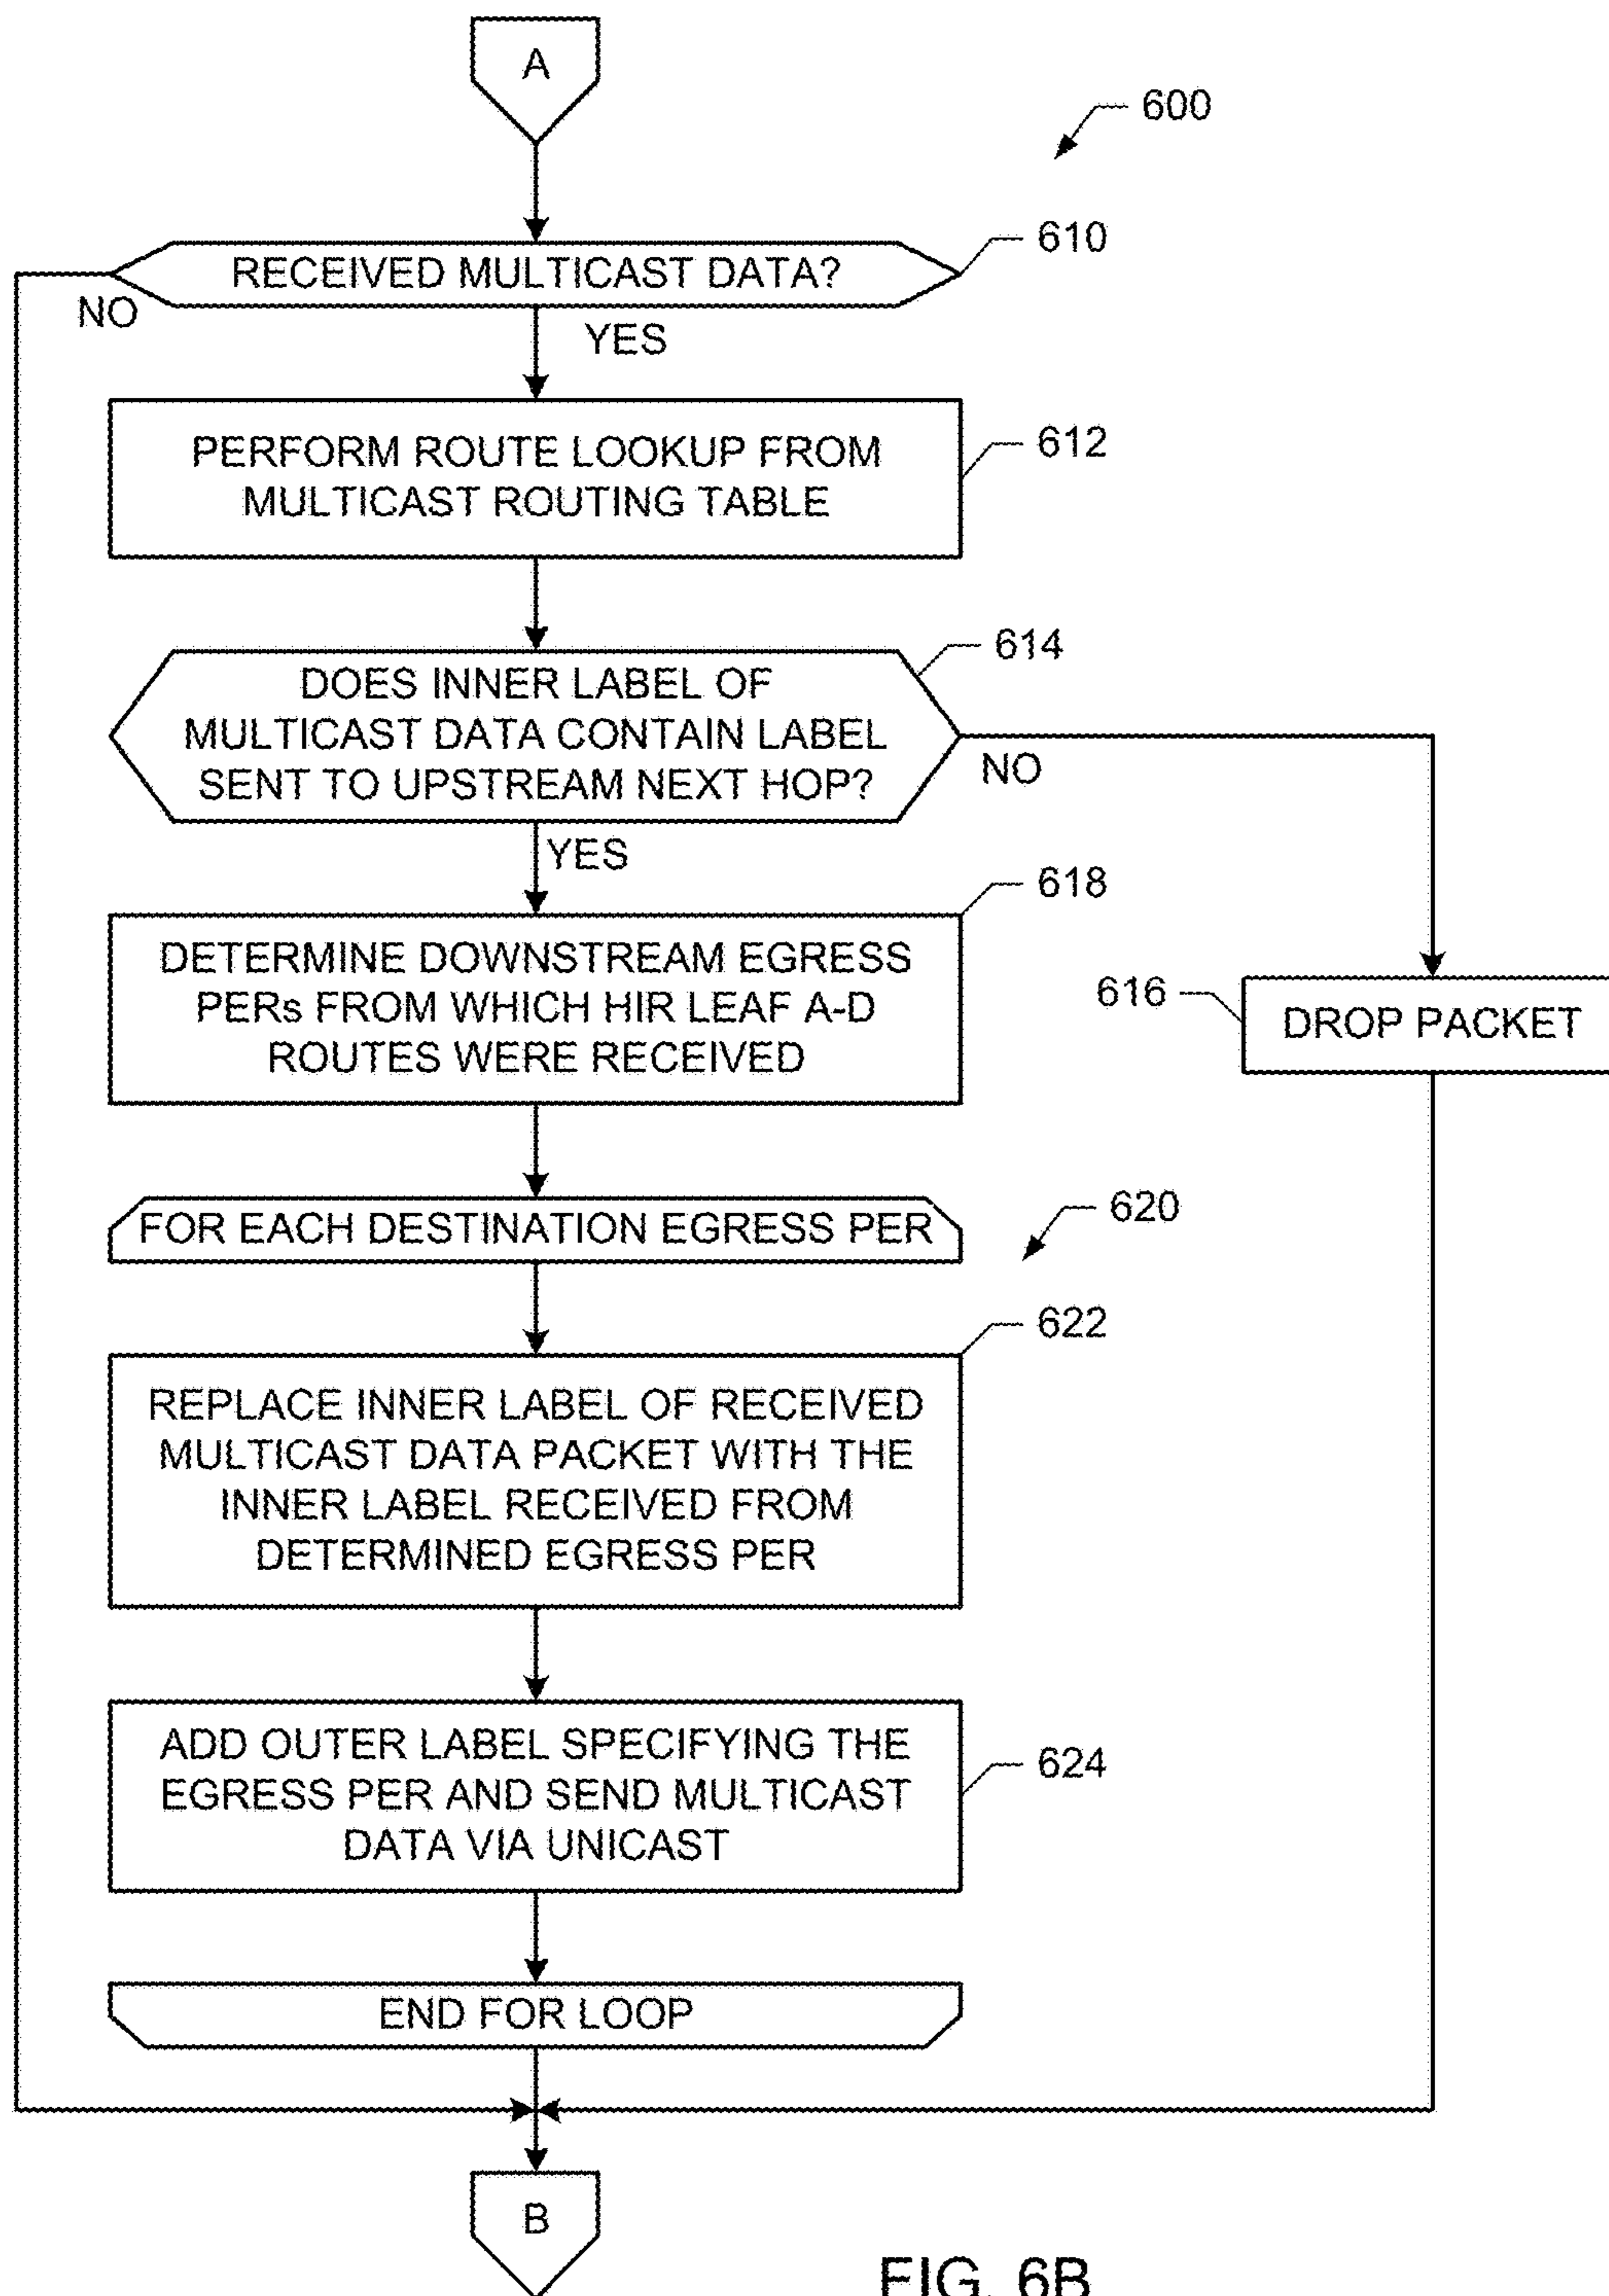 A
600
610
RECEIVED MULTICAST DATA?
NO
YES
612
PERFORM ROUTE LOOKUP FROM
MULTICAST ROUTING TABLE
614
DOES INNER LABEL OF
MULTICAST DATA CONTAIN LABEL
SENT TO UPSTREAM NEXT HOP?
NO
YES
618
DETERMINE DOWNSTREAM EGRESS
PERs FROM WHICH HIR LEAF A-D
ROUTES WERE RECEIVED
616
DROP PACKET
620
FOR EACH DESTINATION EGRESS PER
622
REPLACE INNER LABEL OF RECEIVED
MULTICAST DATA PACKET WITH THE
INNER LABEL RECEIVED FROM
DETERMINED EGRESS PER
ADD OUTER LABEL SPECIFYING THE
EGRESS PER AND SEND MULTICAST
DATA VIA UNICAST
624
END FOR LOOP
B
FIG. 6B